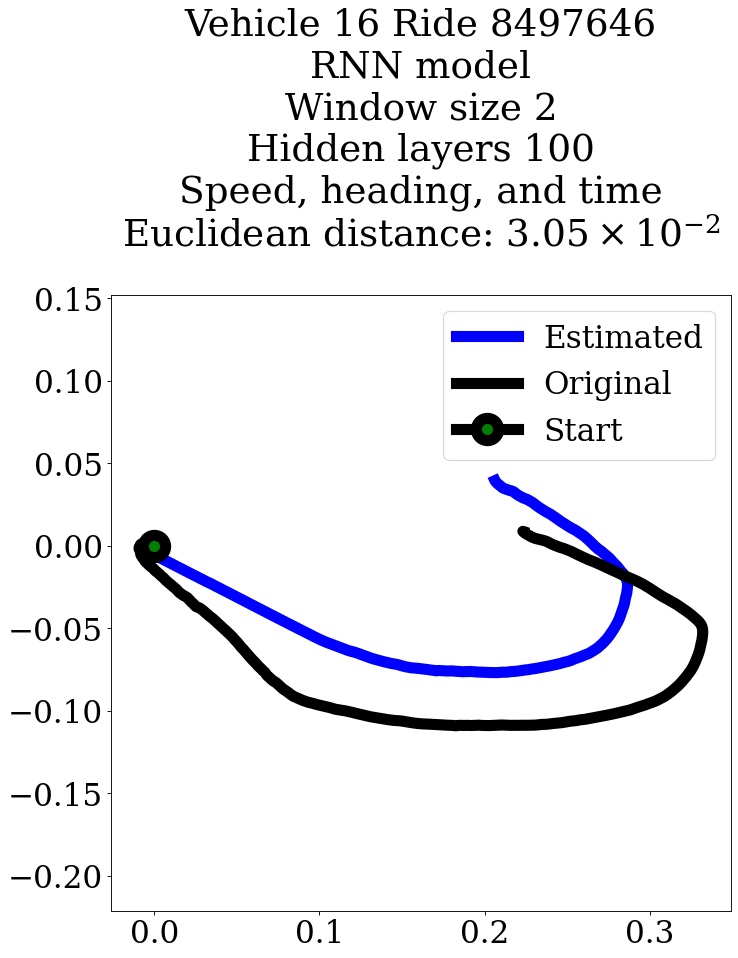 Vehicle 16 Ride 8497646
RNN model
Window size 2
Hidden layers 100
Speed, heading, and time
Euclidean distance: 3.05 × 10⁻²
Estimated
Original
Start
0.15
0.10
0.05
0.00
−0.05
−0.10
−0.15
−0.20
0.0 0.1 0.2 0.3